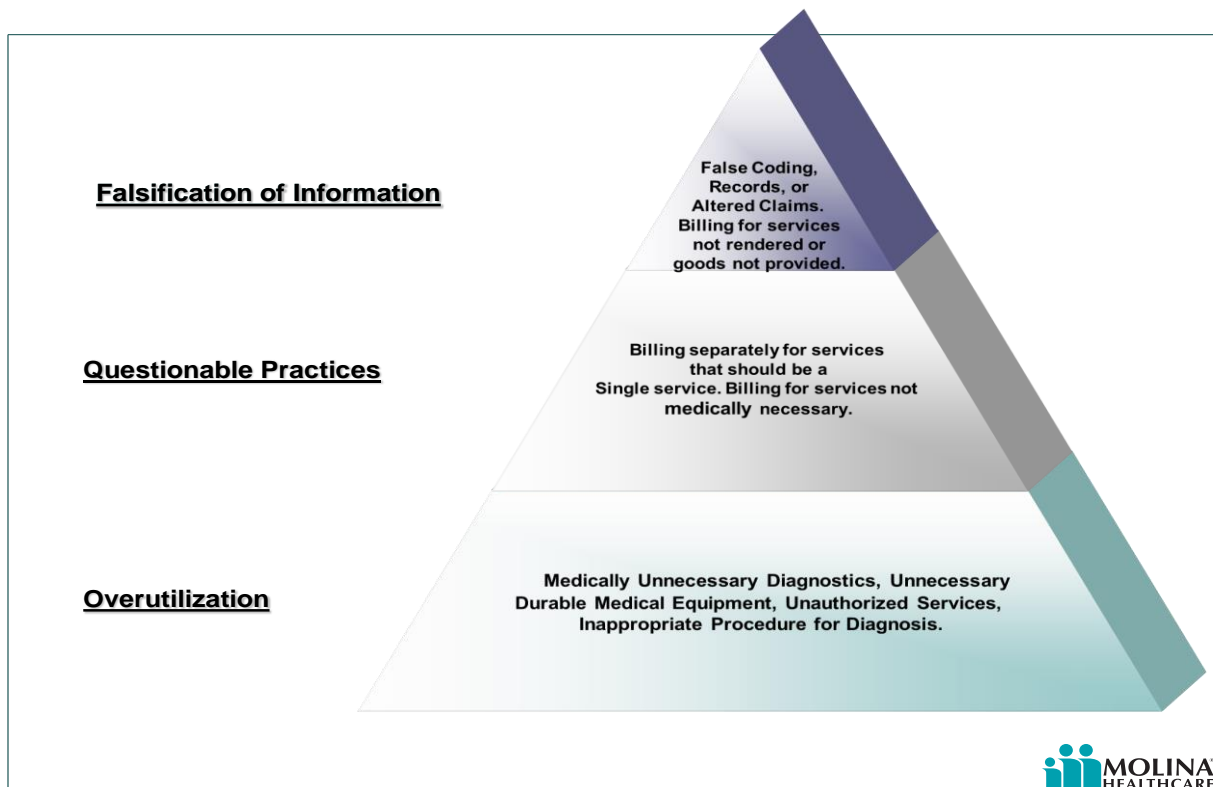 Falsification of Information
False Coding,
Records, or
Altered Claims.
Billing for services
not rendered or
goods not provided.
Questionable Practices
Billing separately for services
that should be a
Single service. Billing for services not
medically necessary.
Overutilization
Medically Unnecessary Diagnostics, Unnecessary
Durable Medical Equipment, Unauthorized Services,
Inappropriate Procedure for Diagnosis.
MOLINA
HEALTHCARE